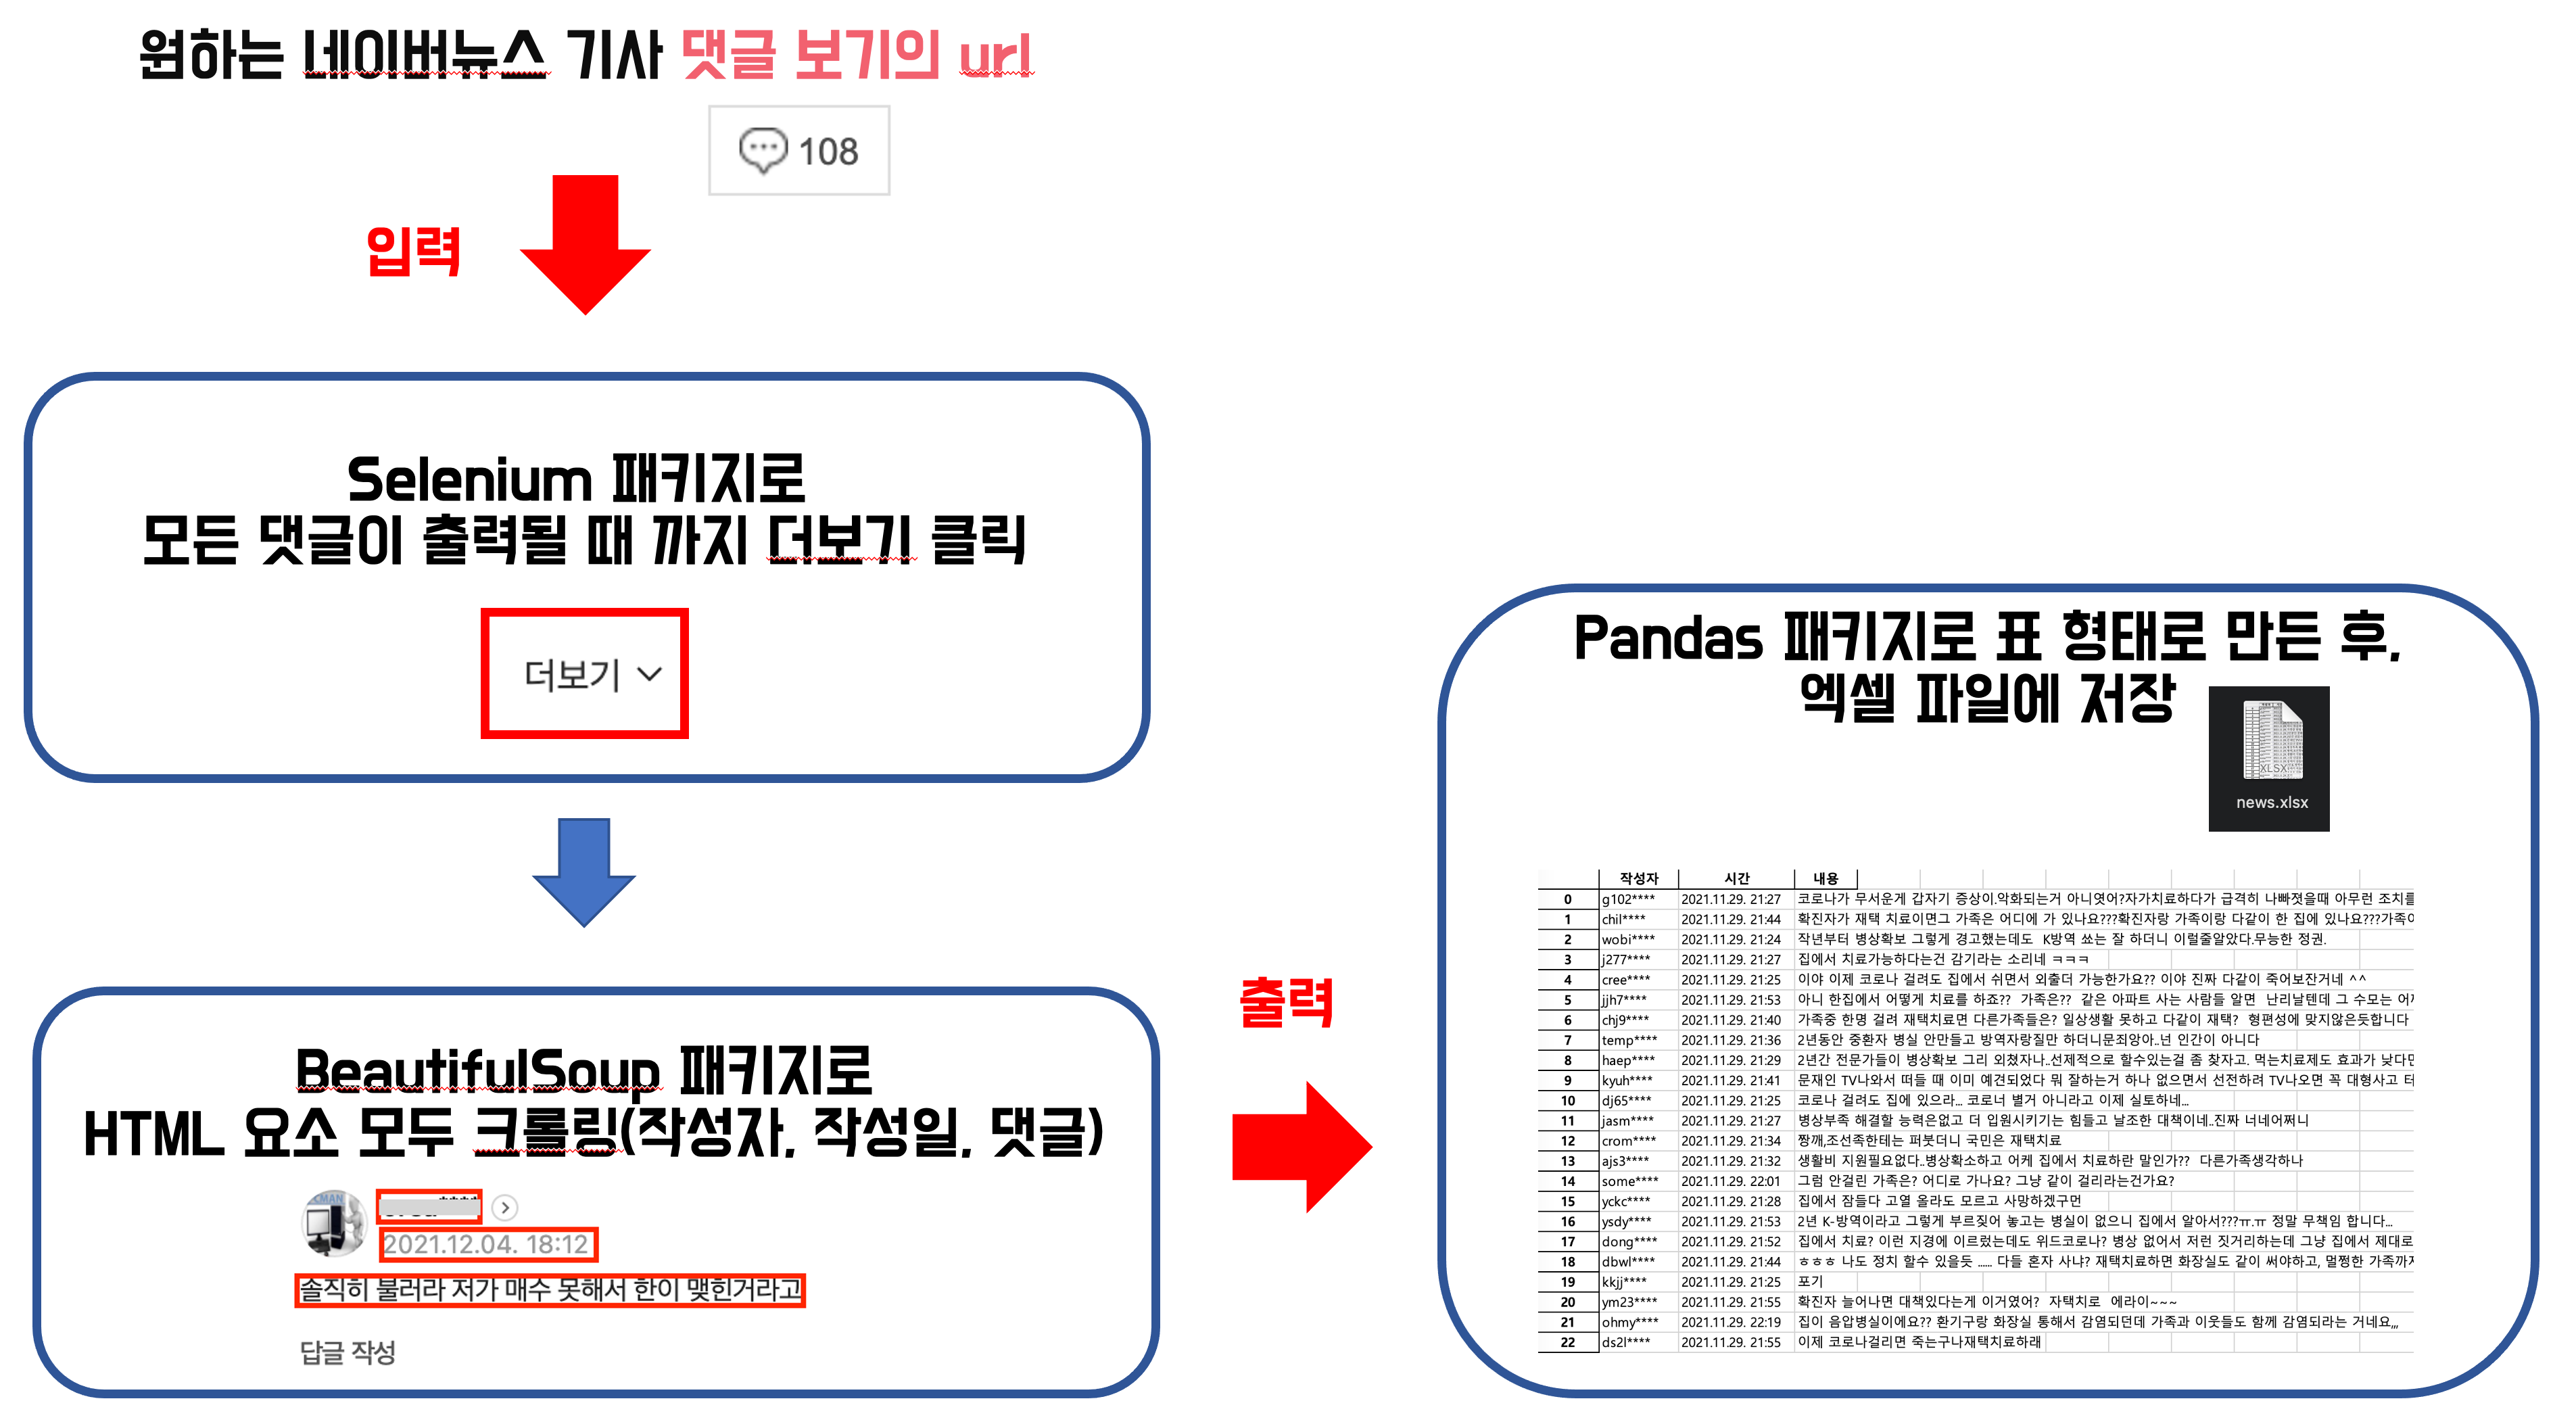 원하는 네이버뉴스 기사 댓글 보기의 url
108
입력
Selenium 패키지로
모든 댓글이 출력될 때 까지 더보기 클릭
더보기
BeautifulSoup 패키지로
HTML 요소 모두 크롤링(작성자, 작성일, 댓글)
2021.12.04. 18:12
솔직히 불러라 저가 매수 못해서 한이 맺힌거라고
답글 작성
출력
Pandas 패키지로 표 형태로 만든 후,
엑셀 파일에 저장
XLSX
news.xlsx
작성자 시간 내용
0 g102**** 2021.11.29. 21:27 코로나가 무서운게 갑자기 증상이.악화되는거 아니엿어?자가치료하다가 급격히 나빠졋을때 아무런 조치를
1 chil**** 2021.11.29. 21:44 확진자가 재택 치료이면그 가족은 어디에 가 있나요???확진자랑 가족이랑 다같이 한 집에 있나요???가족이
2 wobi**** 2021.11.29. 21:24 작년부터 병상확보 그렇게 경고했는데도 K방역 쑈는 잘 하더니 이럴줄알았다.무능한 정권.
3 j277**** 2021.11.29. 21:27 집에서 치료가능하다는건 감기라는 소리네 ㅋㅋㅋ
4 cree**** 2021.11.29. 21:25 이야 이제 코로나 걸려도 집에서 쉬면서 외출더 가능한가요?? 이야 진짜 다같이 죽어보잔거네 ^^
5 jjh7**** 2021.11.29. 21:53 아니 한집에서 어떻게 치료를 하죠?? 가족은?? 같은 아파트 사는 사람들 알면 난리날텐데 그 수모는
6 chj9**** 2021.11.29. 21:40 가족중 한명 걸려 재택치료면 다른가족들은? 일상생활 못하고 다같이 재택? 형편성에 맞지않은듯합니다
7 temp**** 2021.11.29. 21:36 2년동안 중환자 병실 안만들고 방역자랑질만 하더니문죄앙아..넌 인간이 아니다
8 haep**** 2021.11.29. 21:29 2년간 전문가들이 병상확보 그리 외쳤자나..선제적으로 할수있는걸 좀 찾자고. 먹는치료제도 효과가
9 kyuh**** 2021.11.29. 21:41 문재인 TV나와서 떠들 때 이미 예견되었다 뭐 잘하는거 하나 없으면서 선전하려 TV나오면 꼭 대형사고
10 dj65**** 2021.11.29. 21:25 코로나 걸려도 집에 있으라... 코로너 별거 아니라고 이제 실토하네...
11 jasm**** 2021.11.29. 21:27 병상부족 해결할 능력은없고 더 입원시키기는 힘들고 날조한 대책이네..진짜 너네어쩌니
12 crom**** 2021.11.29. 21:34 짱깨,조선족한테는 퍼붓더니 국민은 재택치료
13 ajs3**** 2021.11.29. 21:32 생활비 지원필요없다..병상확소하고 어케 집에서 치료하란 말인가?? 다른가족생각하나
14 some**** 2021.11.29. 22:01 그럼 안걸린 가족은? 어디로 가나요? 그냥 같이 걸리라는건가요?
15 yckc**** 2021.11.29. 21:28 집에서 잠들다 고열 올라도 모르고 사망하겠구먼
16 ysdy**** 2021.11.29. 21:53 2년 K-방역이라고 그렇게 부르짖어 놓고는 병실이 없으니 집에서 알아서???ㅠ.ㅠ 정말 무책임 합니다...
17 dong**** 2021.11.29. 21:52 집에서 치료? 이런 지경에 이르렀는데도 위드코로나? 병상 없어서 저런 짓거리하는데 그냥 집에서 제대로
18 dbwl**** 2021.11.29. 21:44 ㅎㅎㅎ 나도 정치 할수 있을듯 ...... 다들 혼자 사냐? 재택치료하면 화장실도 같이 써야하고, 멀쩡한 가족까지
19 kkjj**** 2021.11.29. 21:25 포기
20 ym23**** 2021.11.29. 21:55 확진자 늘어나면 대책있다는게 이거였어? 자택치로 에라이~~~
21 ohmy**** 2021.11.29. 22:19 집이 음압병실이에요?? 환기구랑 화장실 통해서 감염되던데 가족과 이웃들도 함께 감염되라는 거네요,,,
22 ds2l**** 2021.11.29. 21:55 이제 코로나걸리면 죽는구나재택치료하래